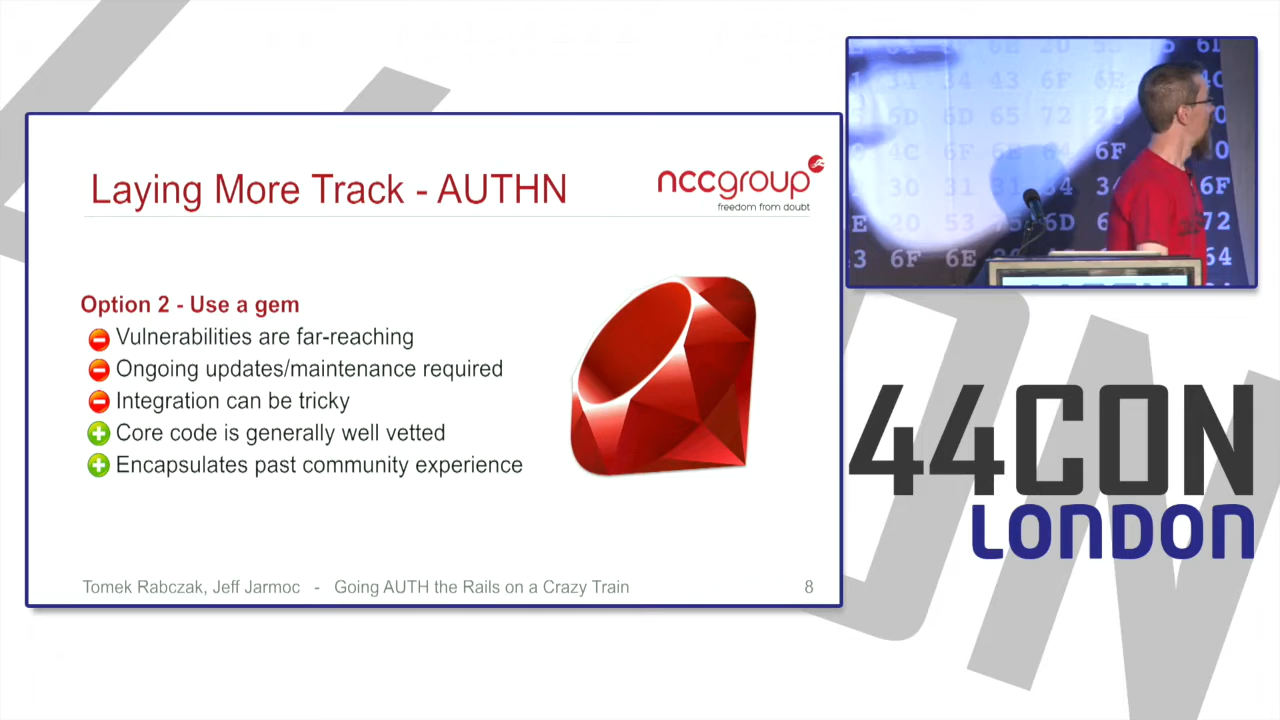 Laying More Track - AUTHN
nccgroup
freedom from doubt
Option 2 - Use a gem
Vulnerabilities are far-reaching
Ongoing updates/maintenance required
Integration can be tricky
Core code is generally well vetted
Encapsulates past community experience
Tomek Rabczak, Jeff Jarmoc - Going AUTH the Rails on a Crazy Train
8
44CON
LONDON